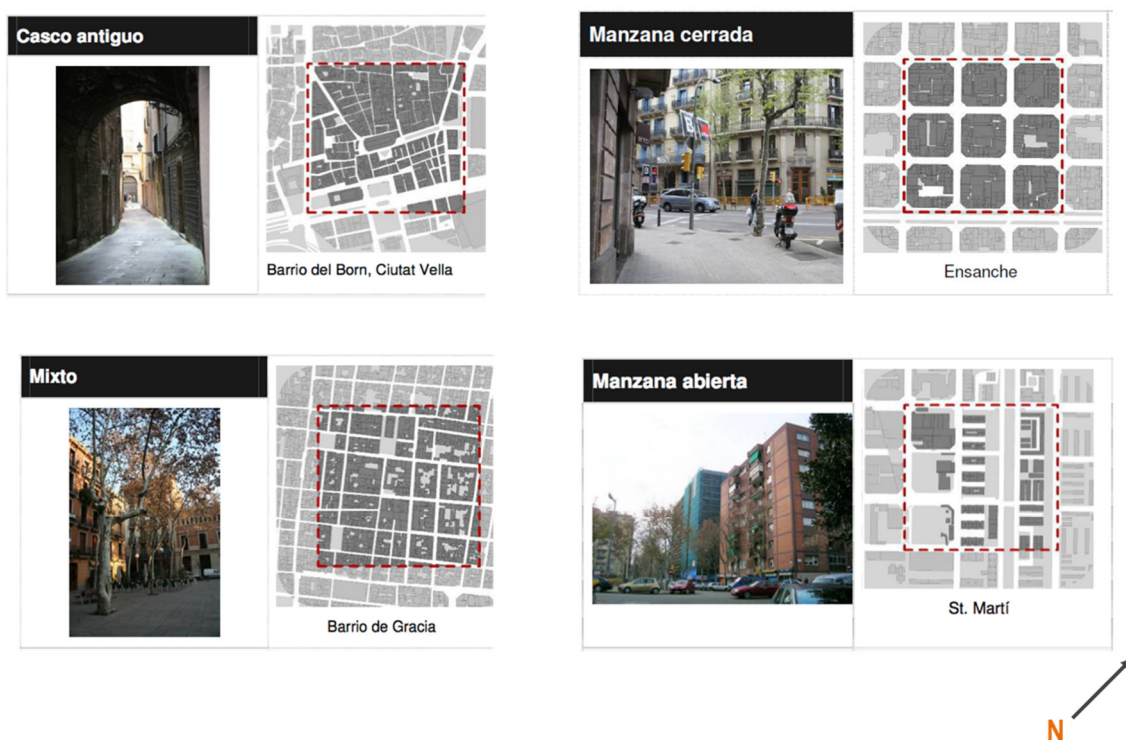 Casco antiguo
Barrio del Born, Ciutat Vella
Manzana cerrada
Ensanche
Mixto
Barrio de Gracia
Manzana abierta
St. Martí
N